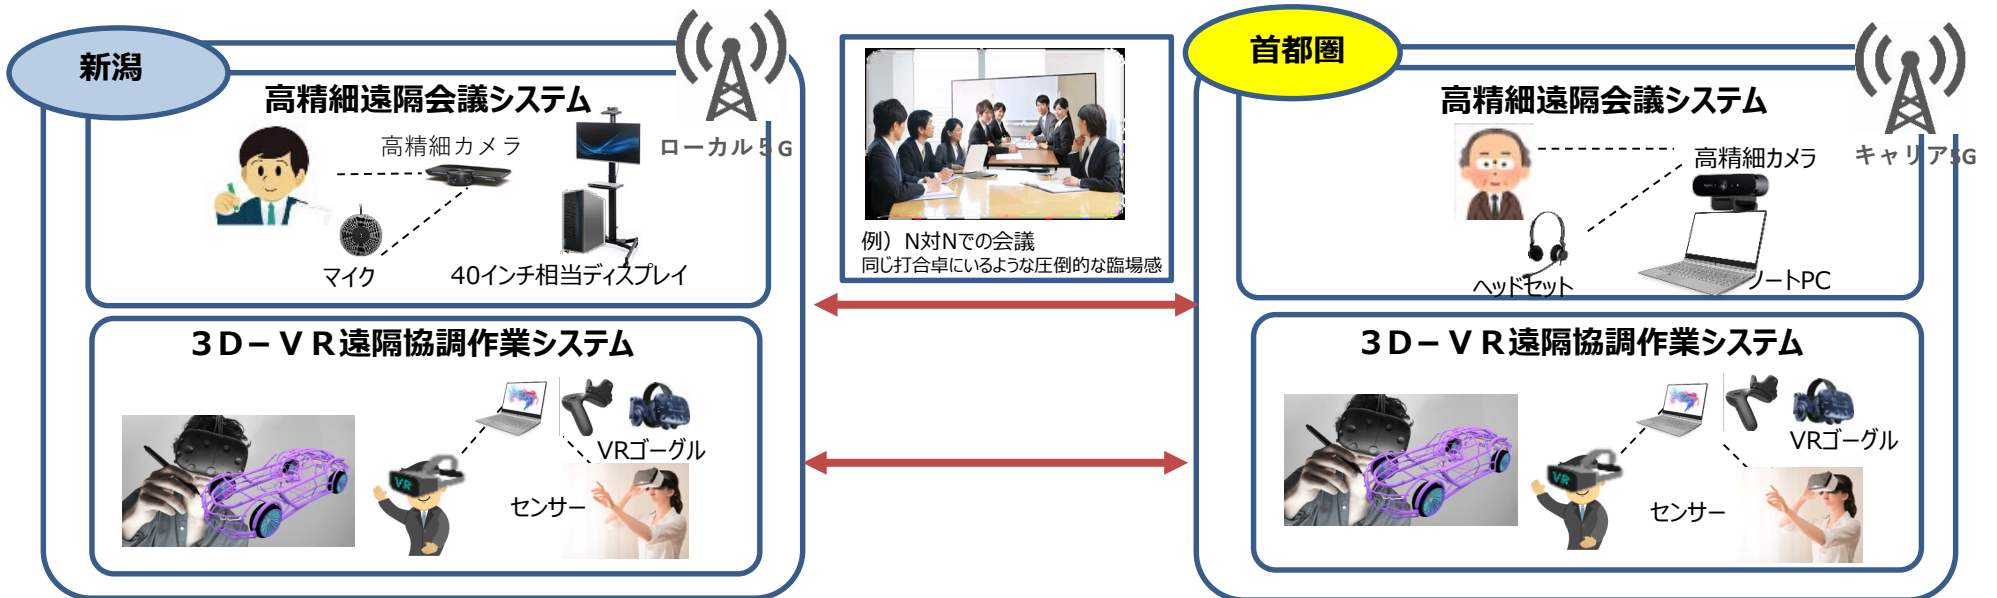 新潟
高精細遠隔会議システム
高精細カメラ
マイク
40インチ相当ディスプレイ
ローカル5G
3D-VR遠隔協調作業システム
VRゴーグル
VR
センサー
例）N対Nでの会議
同じ打合卓にいるような圧倒的な臨場感
首都圏
高精細遠隔会議システム
高精細カメラ
ヘッドセット
ノートPC
キャリア5G
3D-VR遠隔協調作業システム
VRゴーグル
VR
センサー